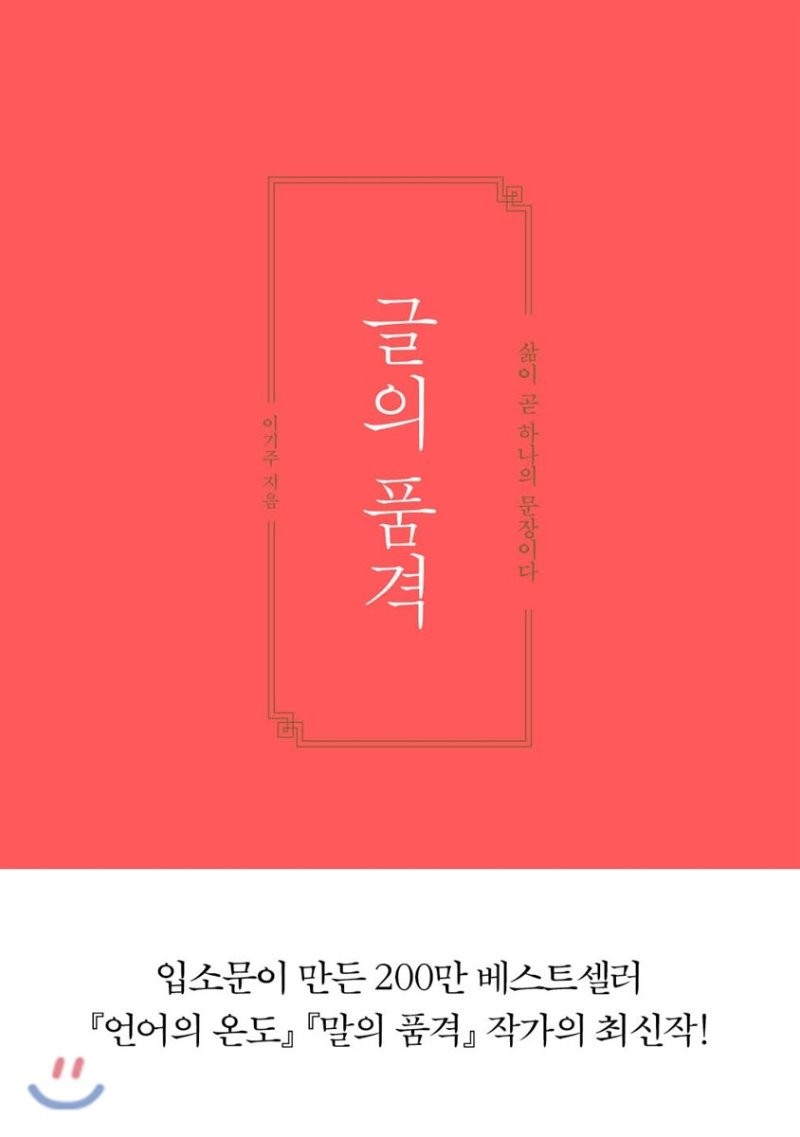 글의 품격
삶이 곧 하나의 문장이다
이기주 지음
입소문이 만든 200만 베스트셀러
『언어의 온도』 『말의 품격』 작가의 최신작!